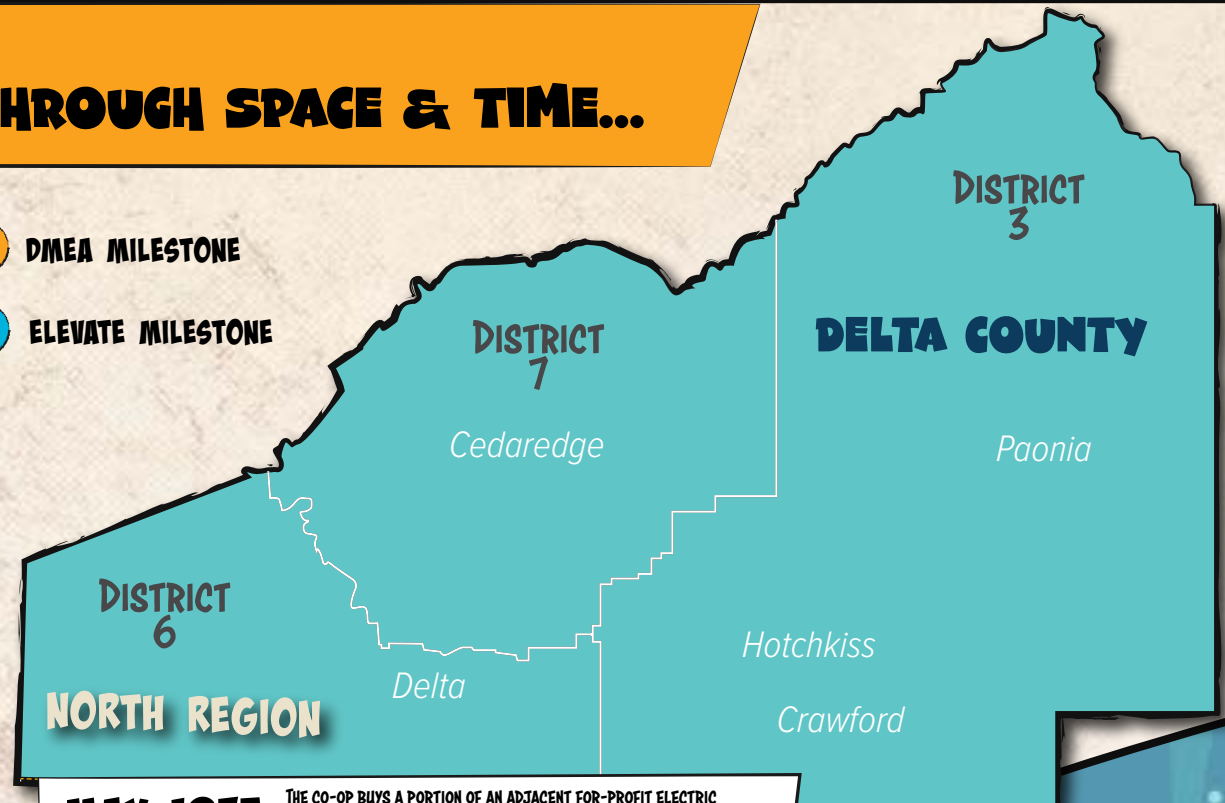 HROUGH SPACE & TIME...
DMEA MILESTONE
ELEVATE MILESTONE
DISTRICT
3
DISTRICT
7
DELTA COUNTY
Cedaredge
Paonia
DISTRICT
6
Hotchkiss
Delta
NORTH REGION
Crawford
THE CO-OP BUYS A PORTION OF AN ADJACENT FOR-PROFIT ELECTRIC